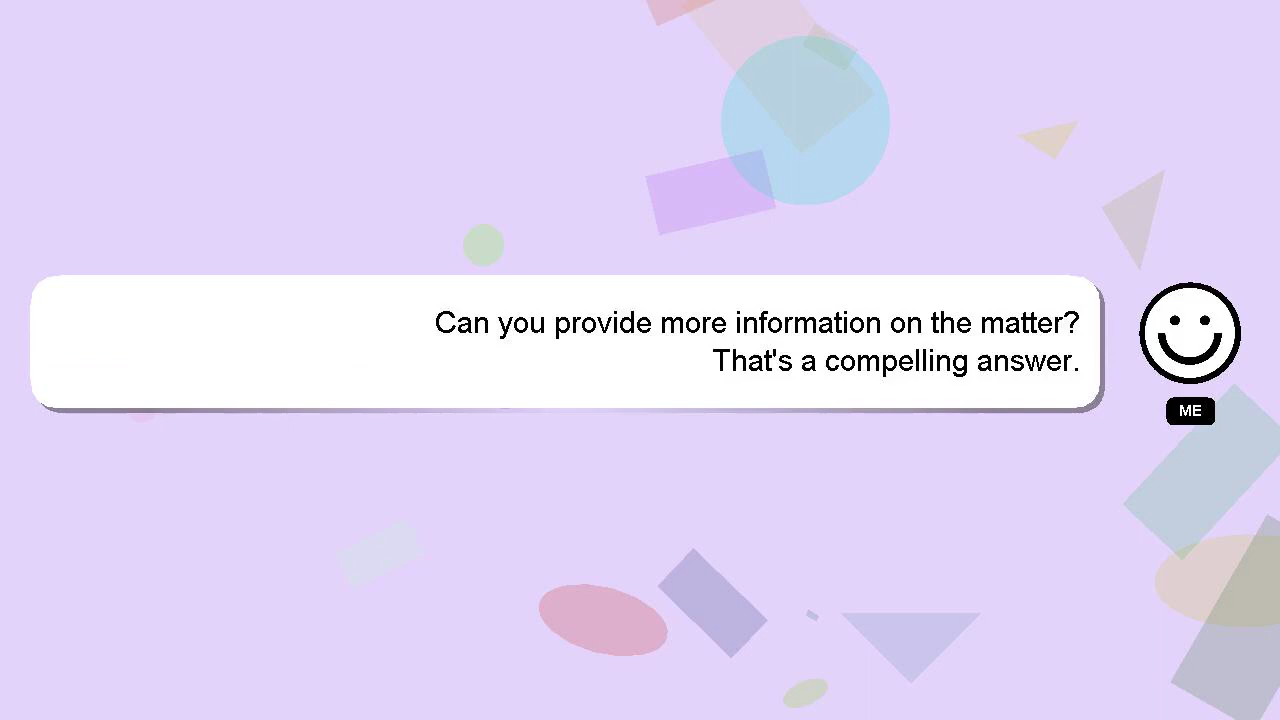 Can you provide more information on the matter?
That's a compelling answer.
ME